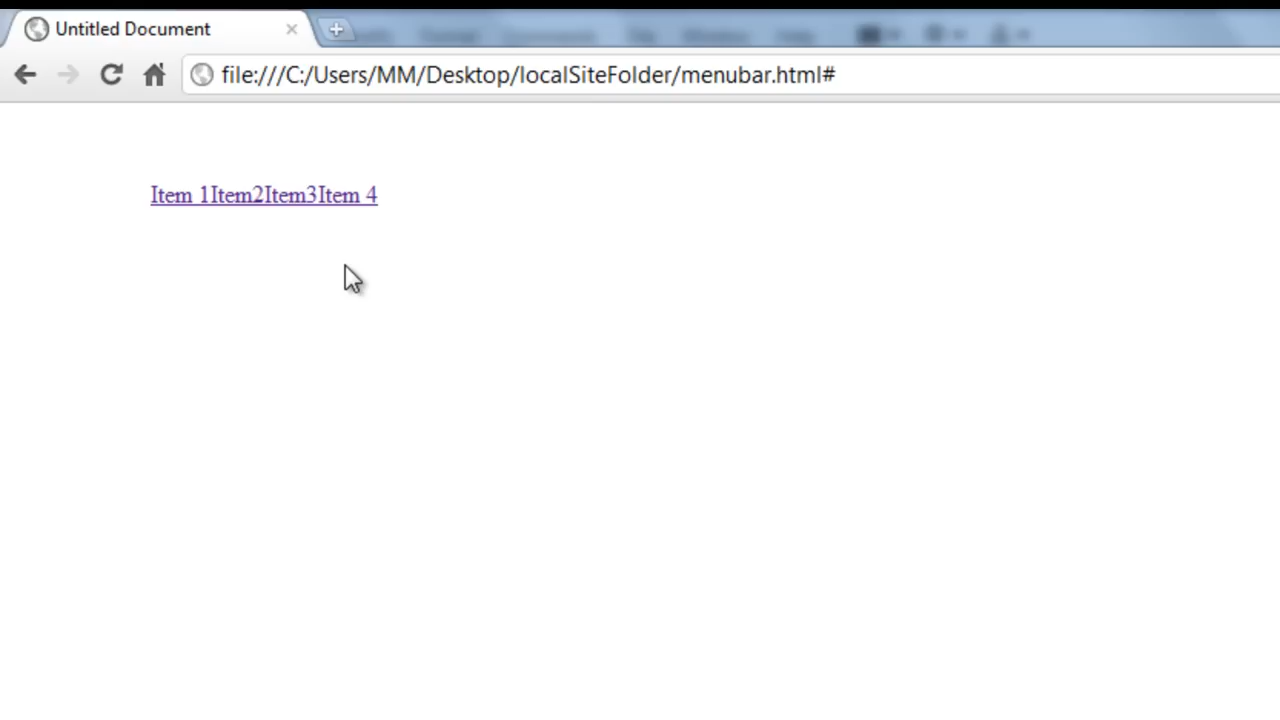 Untitled Document
file:///C:/Users/MM/Desktop/localSiteFolder/menubar.html#
Item 1Item2Item3Item 4